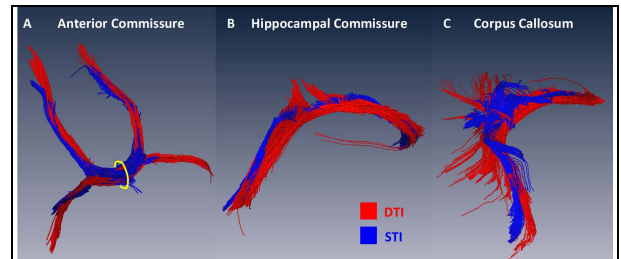 A Anterior Commissure
B Hippocampal Commissure
C Corpus Callosum
DTI
STI